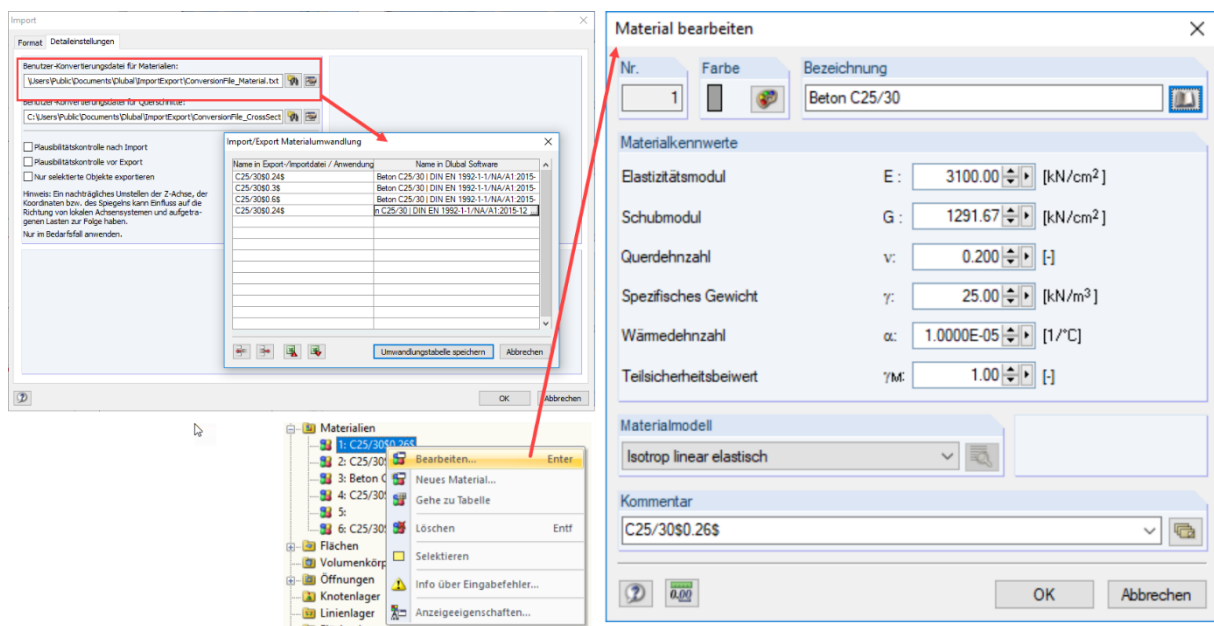 Import
Format Detaileinstellungen
Benutzer-Konvertierungsdatei für Materialien:
\Users\Public\Documents\Dlubal\ImportExport\ConversionFile_Material.txt
Benutzer-Konvertierungsdatei für Querschnitte:
C:\Users\Public\Documents\Dlubal\ImportExport\ConversionFile_CrossSect
Plausibilitätskontrolle nach Import
Plausibilitätskontrolle vor Export
Nur selektierte Objekte exportieren
Hinweis: Ein nachträgliches Umstellen der Z-Achse, der
Koordinaten bzw. des Spiegelns kann Einfluss auf die
Richtung von lokalen Achsensystemen und aufgetra-
genen Lasten zur Folge haben.
Nur im Bedarfsfall anwenden.
OK Abbrechen
Import/Export Materialumwandlung
Name in Export-/Importdatei / Anwendung Name in Dlubal Software
C25/30$0.24$ Beton C25/30 | DIN EN 1992-1-1/NA/A1:2015-
C25/30$0.3$ Beton C25/30 | DIN EN 1992-1-1/NA/A1:2015-
C25/30$0.6$ Beton C25/30 | DIN EN 1992-1-1/NA/A1:2015-
C25/30$0.24$ n C25/30 | DIN EN 1992-1-1/NA/A1:2015-12 ...
Umwandlungstabelle speichern Abbrechen
Materialien
1: C25/30$0.26$
2: C25/30
3: Beton C
4: C25/30
5:
6: C25/30
Flächen
Volumenkörp
Öffnungen
Knotenlager
Linienlager
Bearbeiten... Enter
Neues Material...
Gehe zu Tabelle
Löschen Entf
Selektieren
Info über Eingabefehler...
Anzeigeeigenschaften...
Material bearbeiten
Nr. Farbe Bezeichnung
1 Beton C25/30
Materialkennwerte
Elastizitätsmodul E : 3100.00 [kN/cm²]
Schubmodul G : 1291.67 [kN/cm²]
Querdehnzahl ν: 0.200 [-]
Spezifisches Gewicht γ: 25.00 [kN/m³]
Wärmedehnzahl α: 1.0000E-05 [1/°C]
Teilsicherheitsbeiwert γM: 1.00 [-]
Materialmodell
Isotrop linear elastisch
Kommentar
C25/30$0.26$
0.00
OK Abbrechen